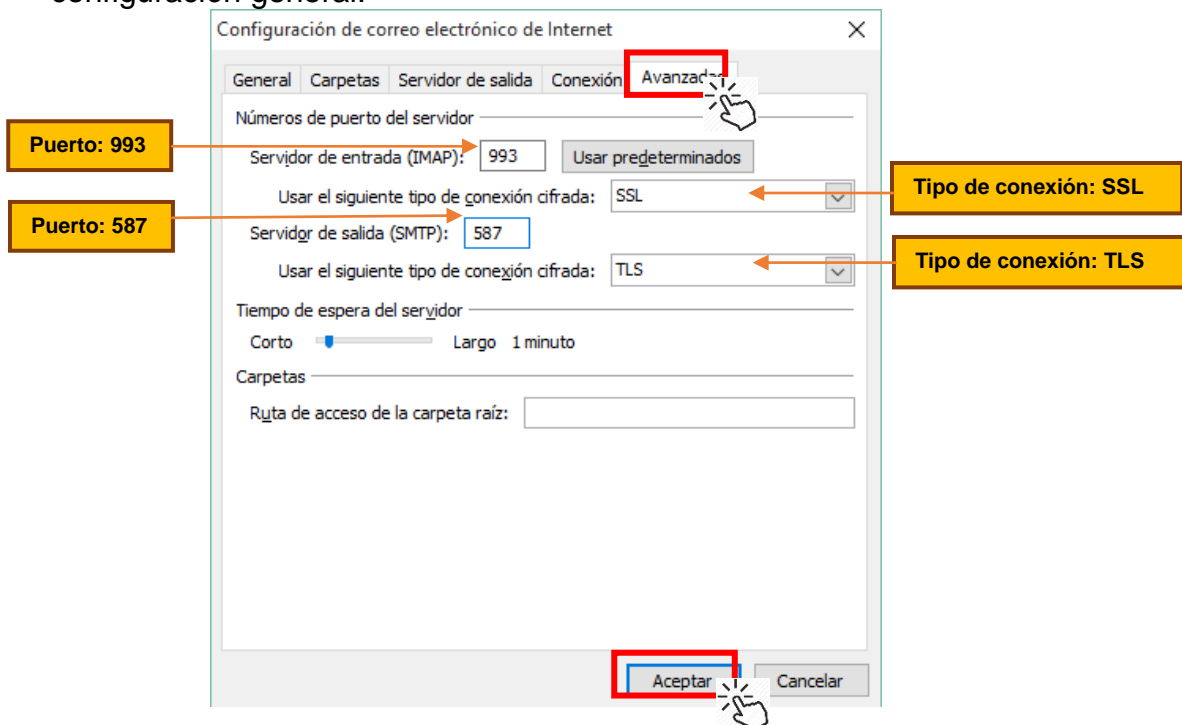 configuración general.
Configuración de correo electrónico de Internet
General Carpetas Servidor de salida Conexión Avanzadas
Números de puerto del servidor
Puerto: 993
Servidor de entrada (IMAP): 993 Usar predeterminados
Usar el siguiente tipo de conexión cifrada: SSL
Tipo de conexión: SSL
Puerto: 587
Servidor de salida (SMTP): 587
Usar el siguiente tipo de conexión cifrada: TLS
Tipo de conexión: TLS
Tiempo de espera del servidor
Corto Largo 1 minuto
Carpetas
Ruta de acceso de la carpeta raíz:
Aceptar Cancelar